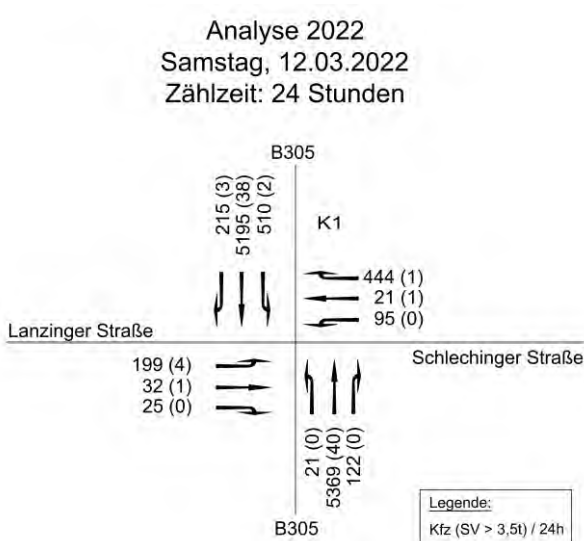 Analyse 2022
Samstag, 12.03.2022
Zählzeit: 24 Stunden
B305
215 (3)
5195 (38)
510 (2)
K1
444 (1)
21 (1)
95 (0)
Lanzinger Straße
Schlechinger Straße
199 (4)
32 (1)
25 (0)
21 (0)
5369 (40)
122 (0)
B305
Legende:
Kfz (SV > 3,5t) / 24h